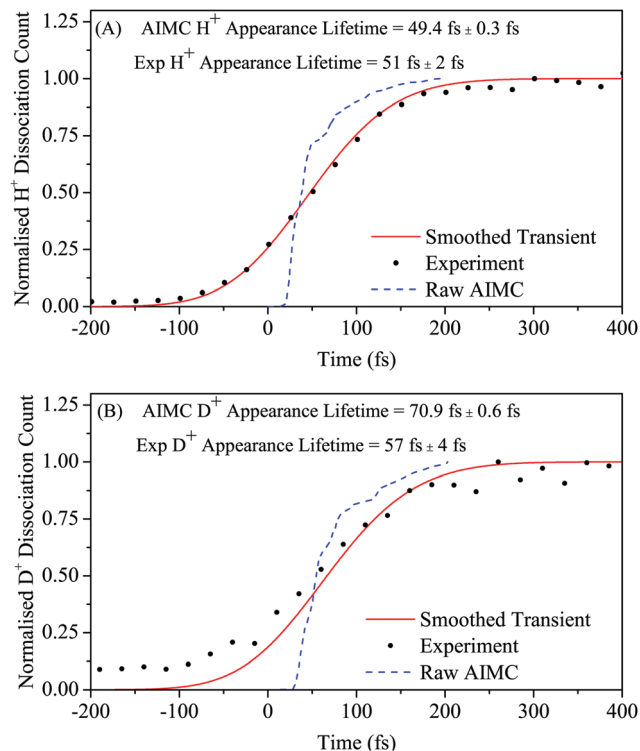 (A) AIMC H⁺ Appearance Lifetime = 49.4 fs ± 0.3 fs
Exp H⁺ Appearance Lifetime = 51 fs ± 2 fs
Normalised H⁺ Dissociation Count
1.25
1.00
0.75
0.50
0.25
0.00
Smoothed Transient
Experiment
Raw AIMC
-200 -100 0 100 200 300 400
Time (fs)
(B) AIMC D⁺ Appearance Lifetime = 70.9 fs ± 0.6 fs
Exp D⁺ Appearance Lifetime = 57 fs ± 4 fs
Normalised D⁺ Dissociation Count
1.25
1.00
0.75
0.50
0.25
0.00
Smoothed Transient
Experiment
Raw AIMC
-200 -100 0 100 200 300 400
Time (fs)